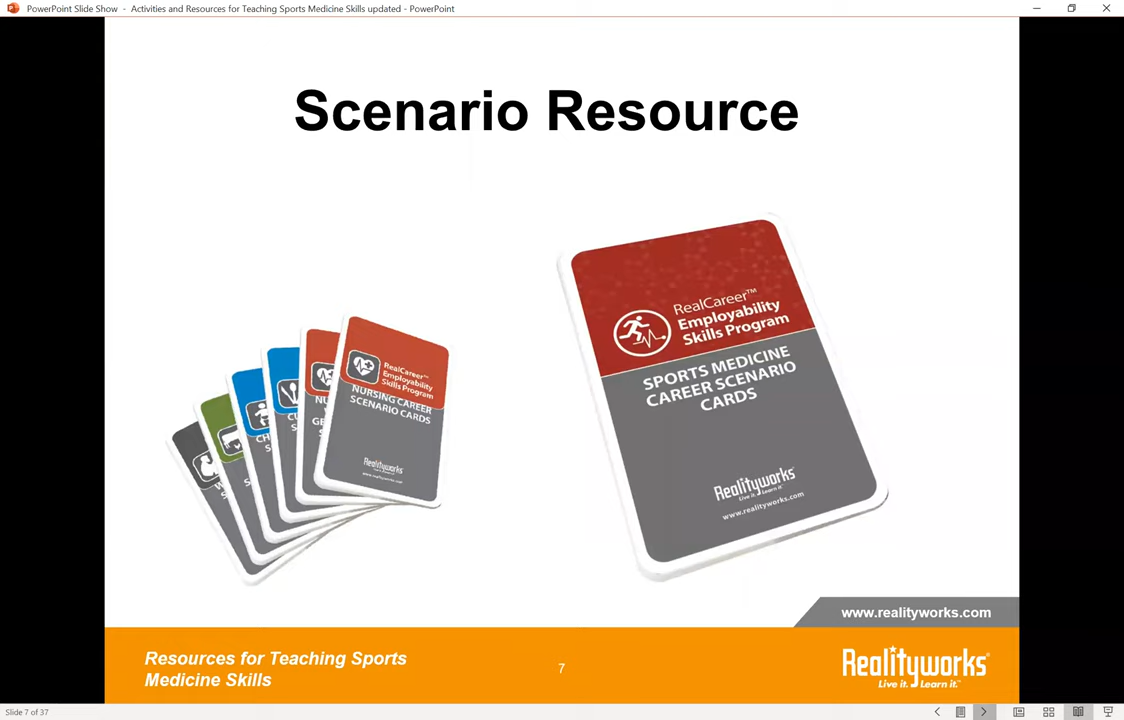 PowerPoint Slide Show - Activities and Resources for Teaching Sports Medicine Skills updated - PowerPoint
Scenario Resource
RealCareer™
Employability
Skills Program
NURSING CAREER
SCENARIO CARDS
Realityworks
RealCareer™
Employability
Skills Program
SPORTS MEDICINE
CAREER SCENARIO
CARDS
Realityworks
Live it. Learn it.
www.realityworks.com
www.realityworks.com
Resources for Teaching Sports
Medicine Skills
7
Realityworks®
Live it. Learn it.™
Slide 7 of 37